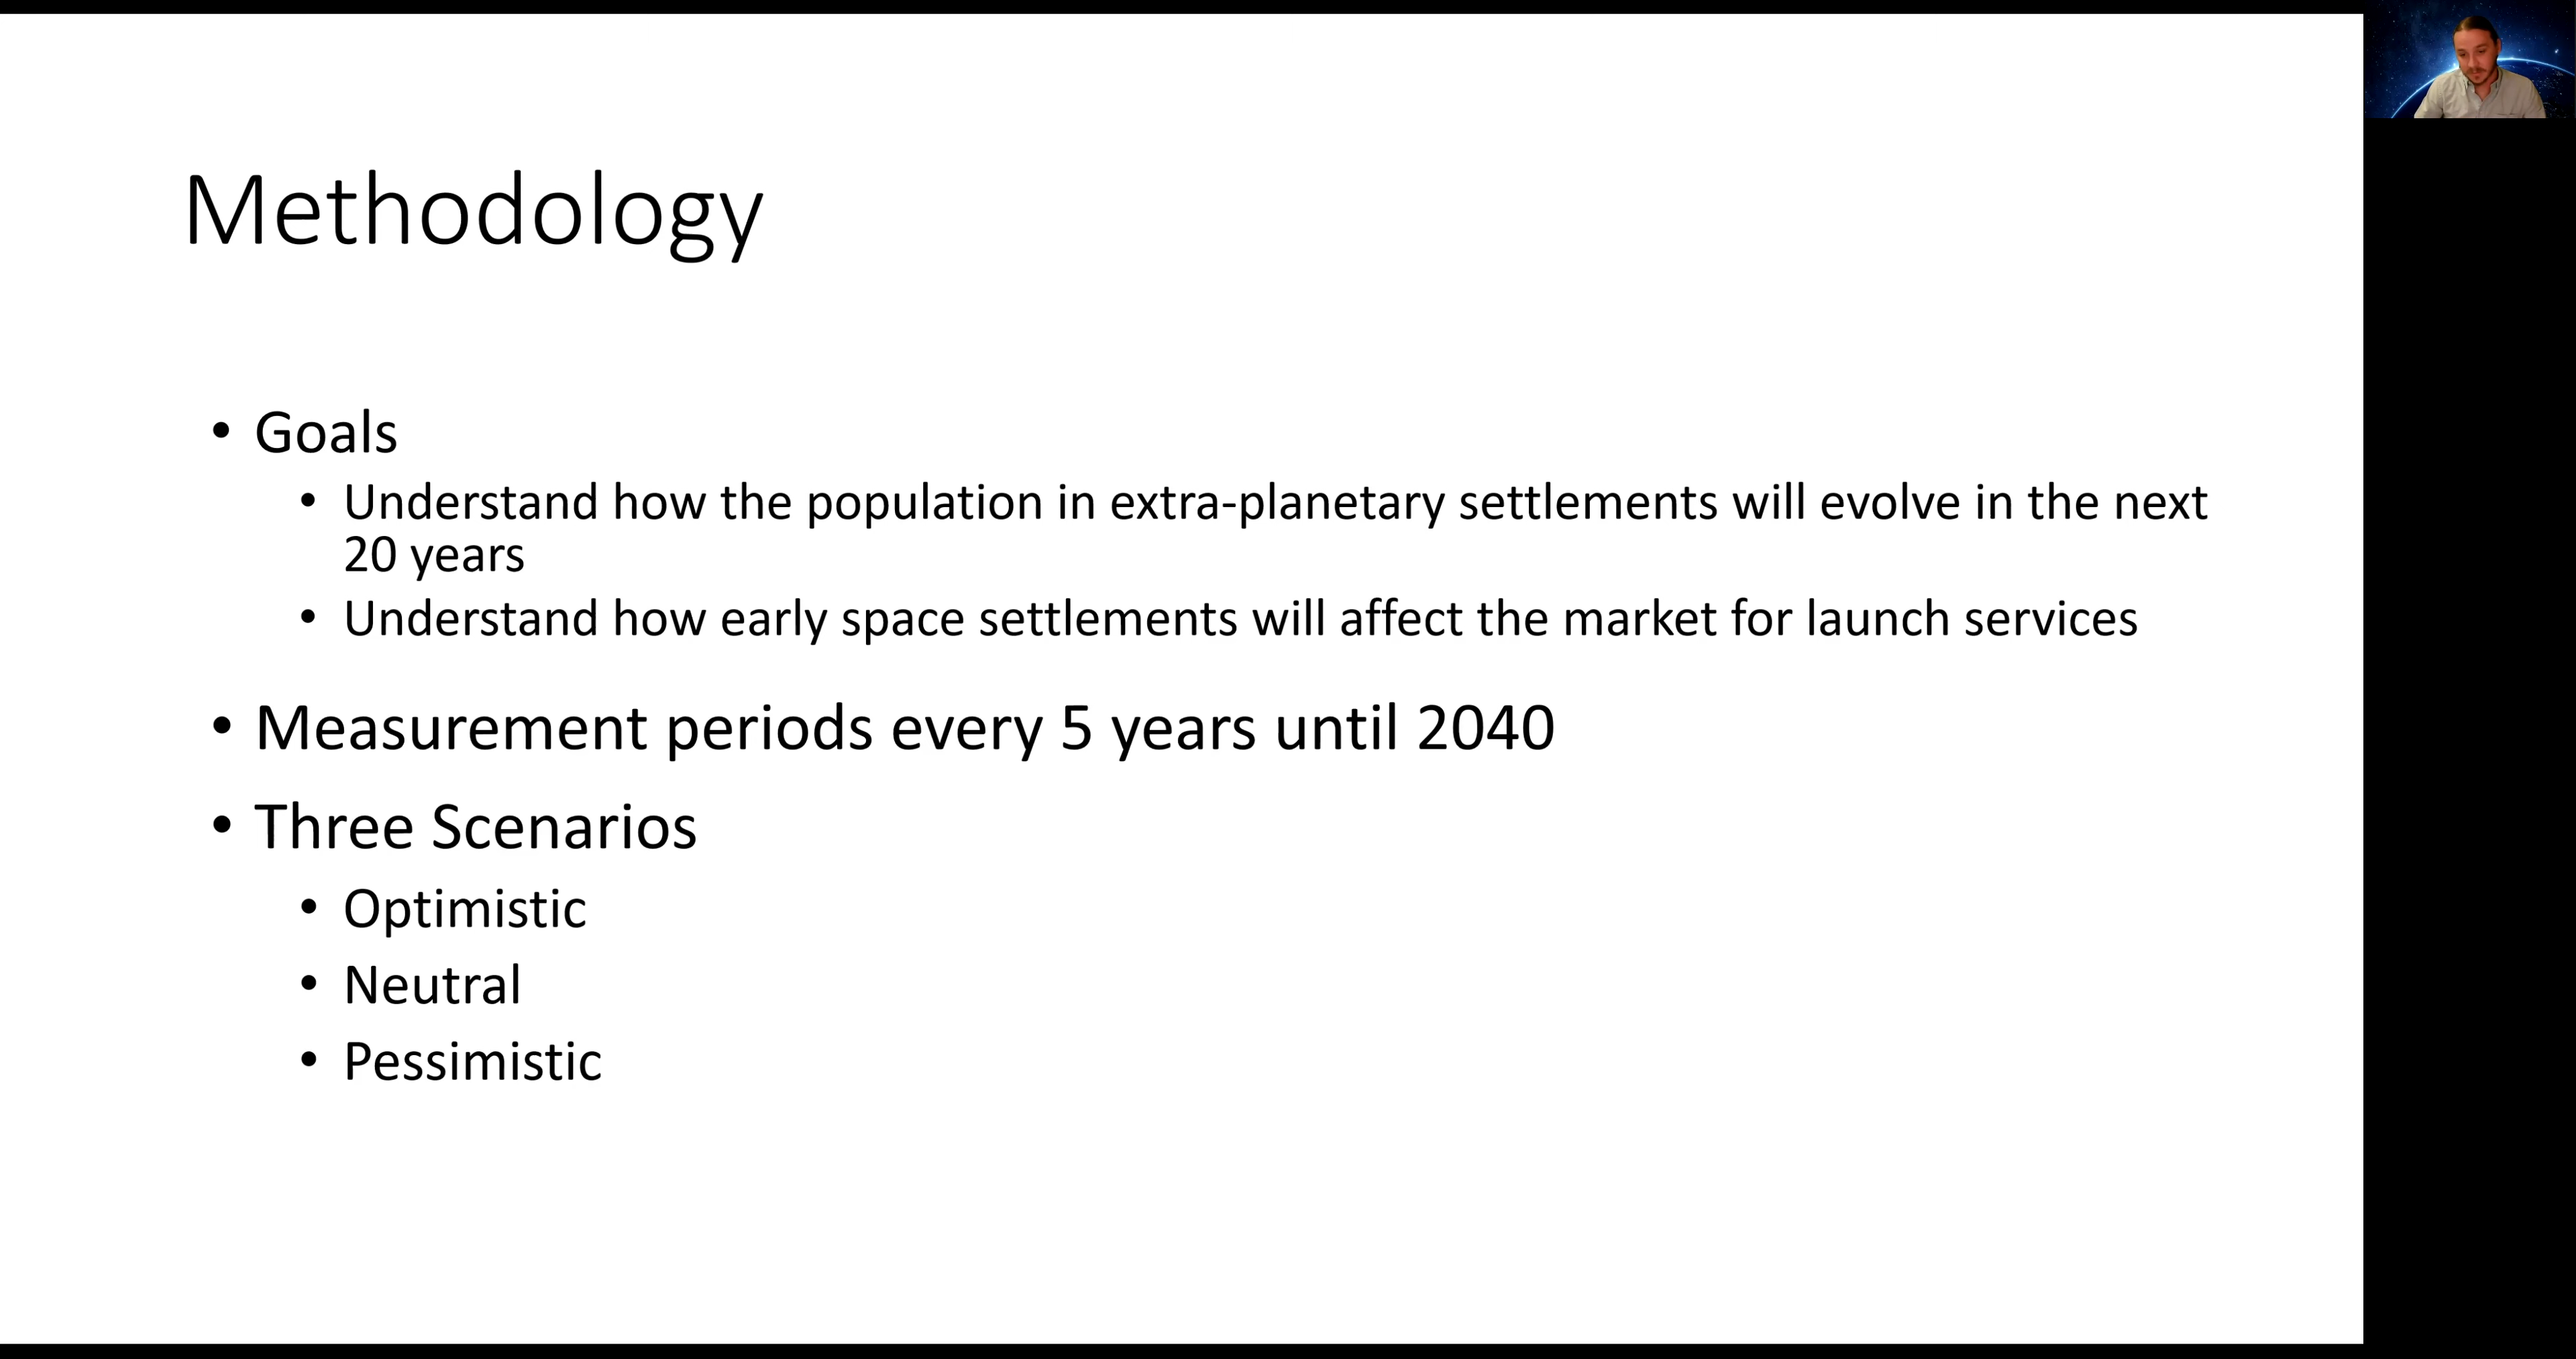 Methodology
• Goals
• Understand how the population in extra-planetary settlements will evolve in the next
20 years
• Understand how early space settlements will affect the market for launch services
• Measurement periods every 5 years until 2040
• Three Scenarios
• Optimistic
• Neutral
• Pessimistic